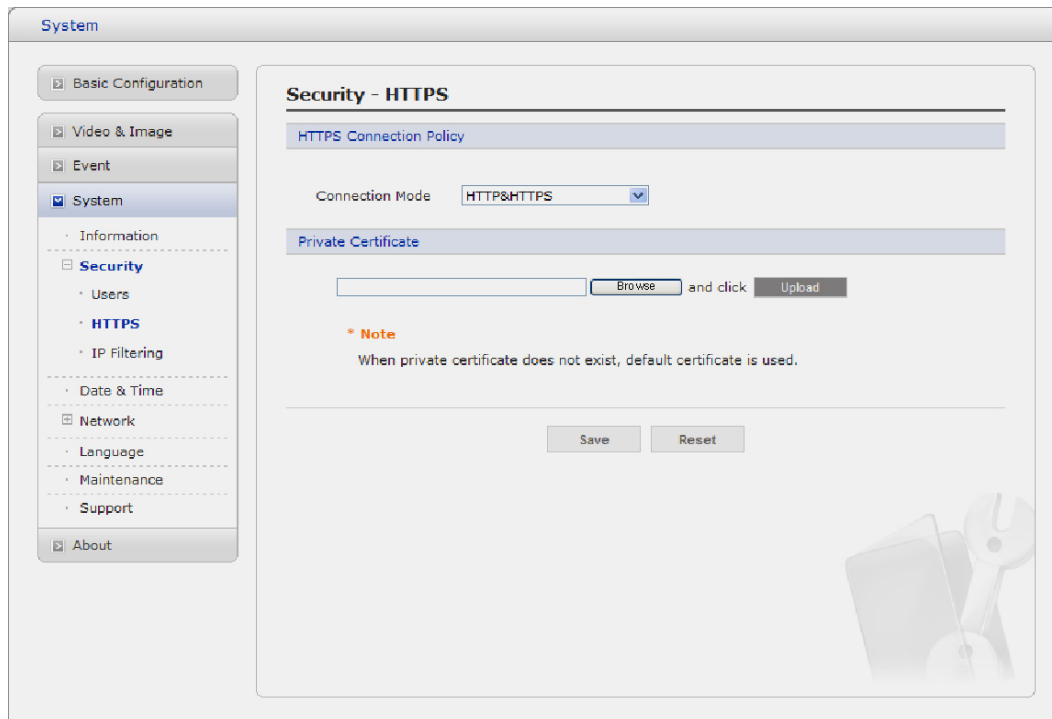 System
Basic Configuration
Video & Image
Event
System
Information
Security
Users
HTTPS
IP Filtering
Date & Time
Network
Language
Maintenance
Support
About
Security - HTTPS
HTTPS Connection Policy
Connection Mode HTTP&HTTPS
Private Certificate
Browse and click Upload
* Note
When private certificate does not exist, default certificate is used.
Save Reset